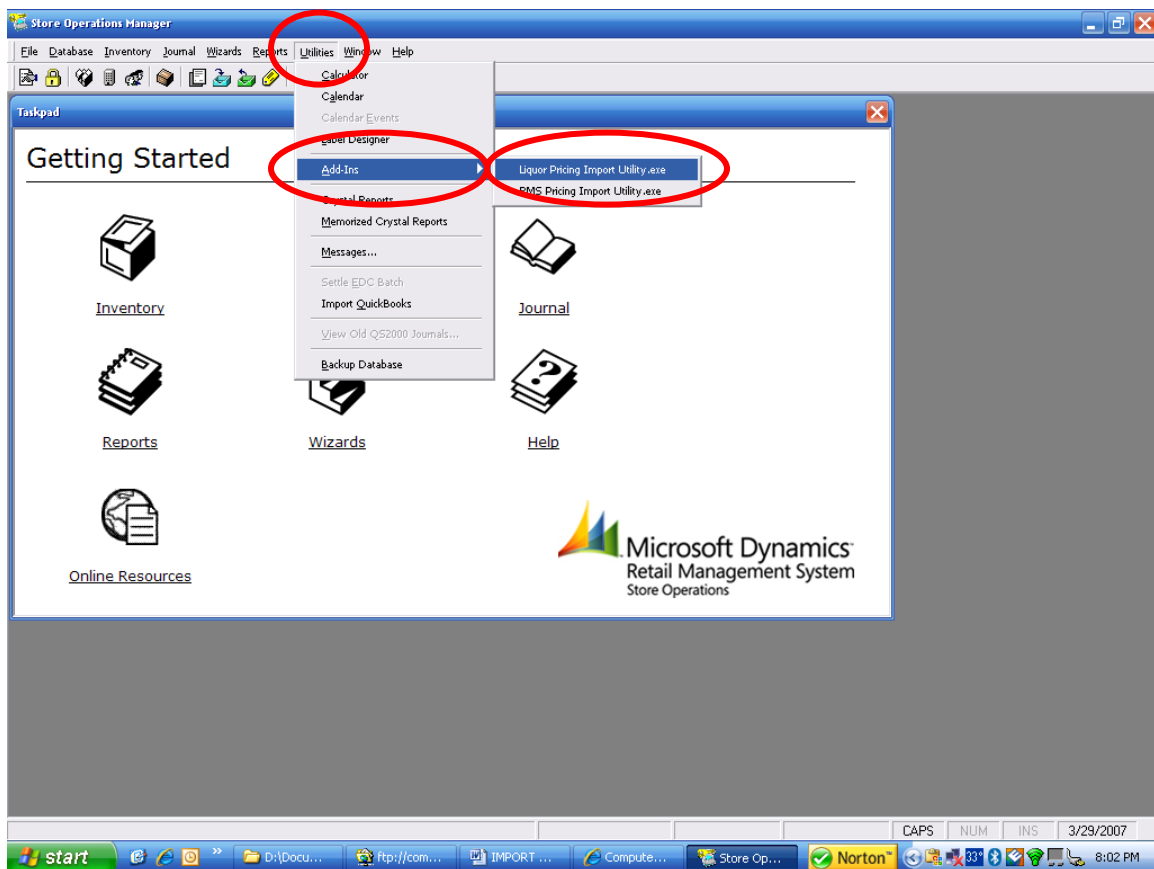 Store Operations Manager
File Database Inventory Journal Wizards Reports Utilities Window Help
Calculator
Calendar
Calendar Events
Label Designer
Add-Ins
Liquor Pricing Import Utility.exe
RMS Pricing Import Utility.exe
Crystal Reports
Memorized Crystal Reports
Messages...
Settle EDC Batch
Import QuickBooks
View Old QS2000 Journals...
Backup Database
Taskpad
Getting Started
Inventory
Journal
Reports
Wizards
Help
Online Resources
Microsoft Dynamics
Retail Management System
Store Operations
CAPS NUM INS 3/29/2007
start
D:\Docu...
ftp://com...
IMPORT ...
Compute...
Store Op...
Norton™
33°
8:02 PM